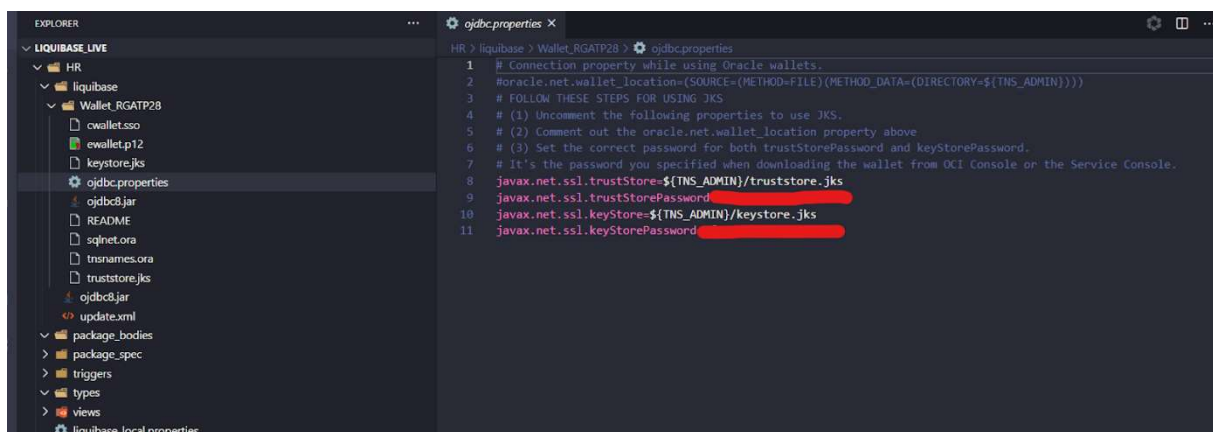 EXPLORER
LIQUIBASE_LIVE
HR
liquibase
Wallet_RGATP28
cwallet.sso
ewallet.p12
keystore.jks
ojdbc.properties
ojdbc8.jar
README
sqlnet.ora
tnsnames.ora
truststore.jks
ojdbc8.jar
update.xml
package_bodies
package_spec
triggers
types
views
liquibase_local.properties
ojdbc.properties
HR > liquibase > Wallet_RGATP28 > ojdbc.properties
1 # Connection property while using Oracle wallets.
2 #oracle.net.wallet_location=(SOURCE=(METHOD=FILE)(METHOD_DATA=(DIRECTORY=${TNS_ADMIN})))
3 # FOLLOW THESE STEPS FOR USING JKS
4 # (1) Uncomment the following properties to use JKS.
5 # (2) Comment out the oracle.net.wallet_location property above
6 # (3) Set the correct password for both trustStorePassword and keyStorePassword.
7 # It's the password you specified when downloading the wallet from OCI Console or the Service Console.
8 javax.net.ssl.trustStore=${TNS_ADMIN}/truststore.jks
9 javax.net.ssl.trustStorePassword
10 javax.net.ssl.keyStore=${TNS_ADMIN}/keystore.jks
11 javax.net.ssl.keyStorePassword